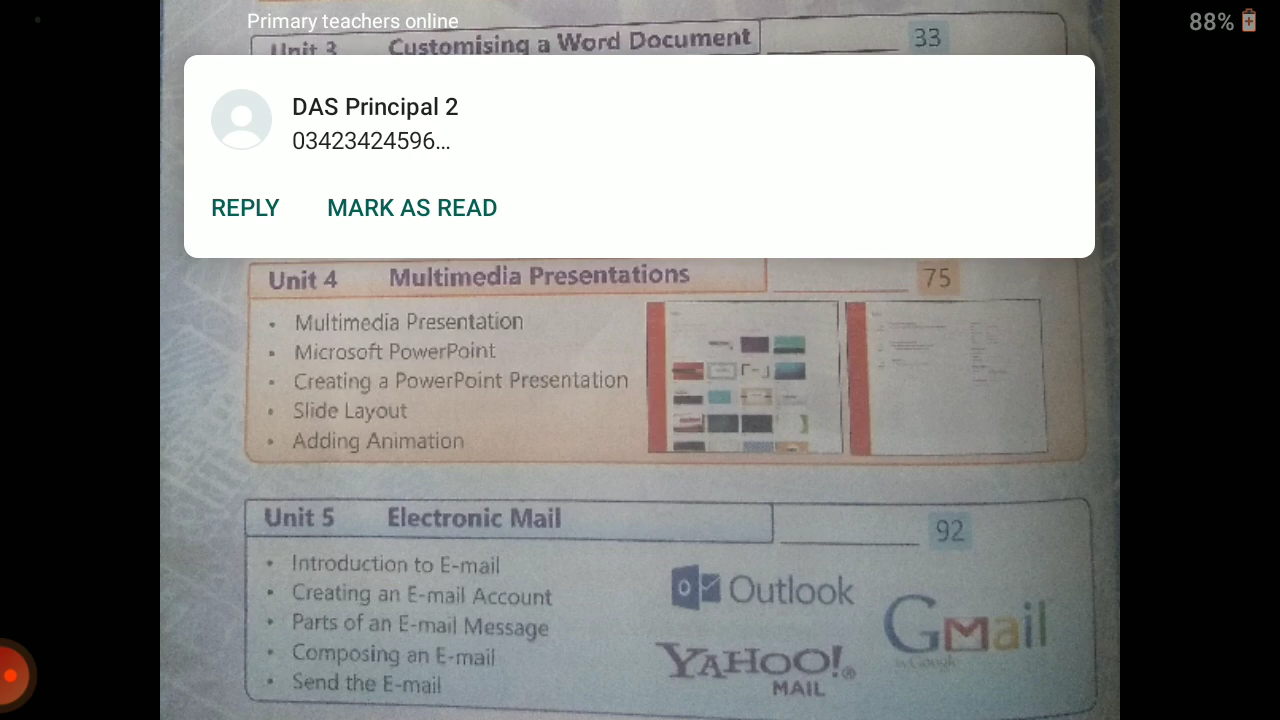 Primary teachers online
88%
Unit 3 Customising a Word Document 33
DAS Principal 2
03423424596…
REPLY MARK AS READ
Unit 4 Multimedia Presentations 75
• Multimedia Presentation
• Microsoft PowerPoint
• Creating a PowerPoint Presentation
• Slide Layout
• Adding Animation
Unit 5 Electronic Mail 92
• Introduction to E-mail
• Creating an E-mail Account
• Parts of an E-mail Message
• Composing an E-mail
• Send the E-mail
Outlook
Gmail
by Google
YAHOO!®
MAIL